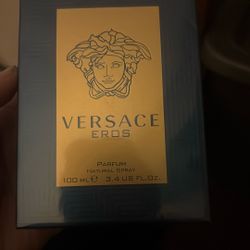 VERSACE
EROS
PARFUM
NATURAL SPRAY
100 ML℮ 3.4 US FL.OZ.